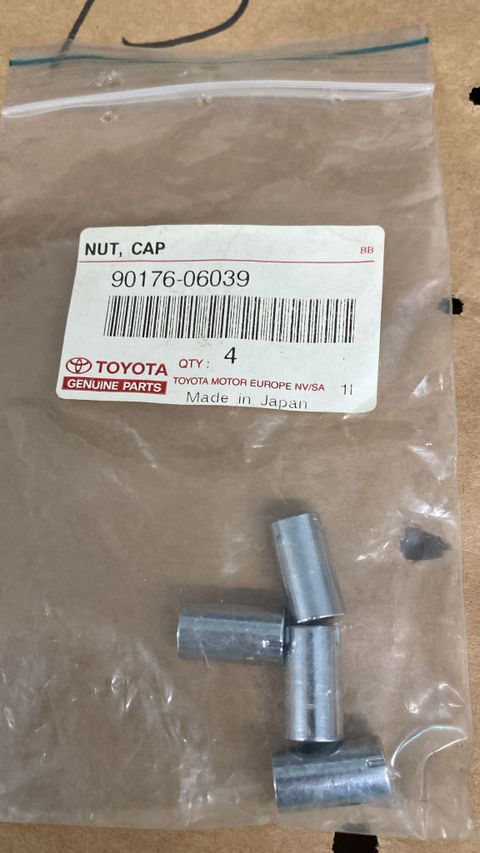 NUT, CAP BB
90176-06039
TOYOTA QTY: 4
GENUINE PARTS TOYOTA MOTOR EUROPE NV/SA 1I
Made in Japan